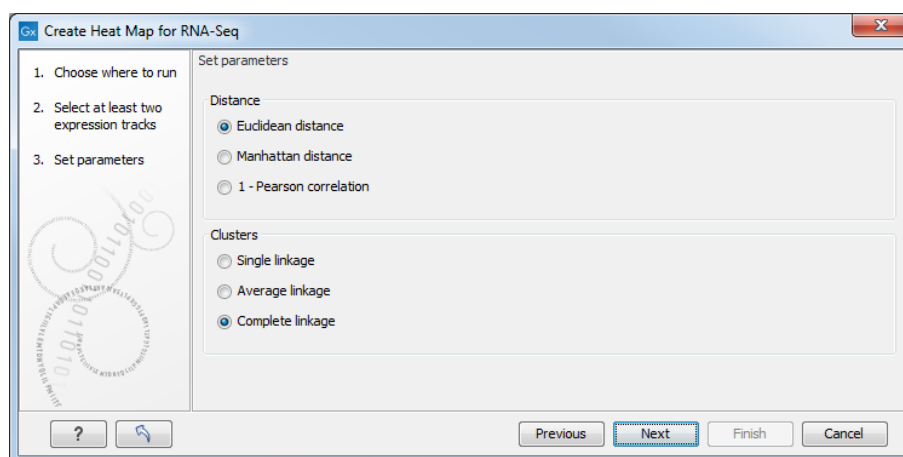 Gx Create Heat Map for RNA-Seq
X
1. Choose where to run
2. Select at least two
expression tracks
3. Set parameters
Set parameters
Distance
Euclidean distance
Manhattan distance
1 - Pearson correlation
Clusters
Single linkage
Average linkage
Complete linkage
?
Previous
Next
Finish
Cancel